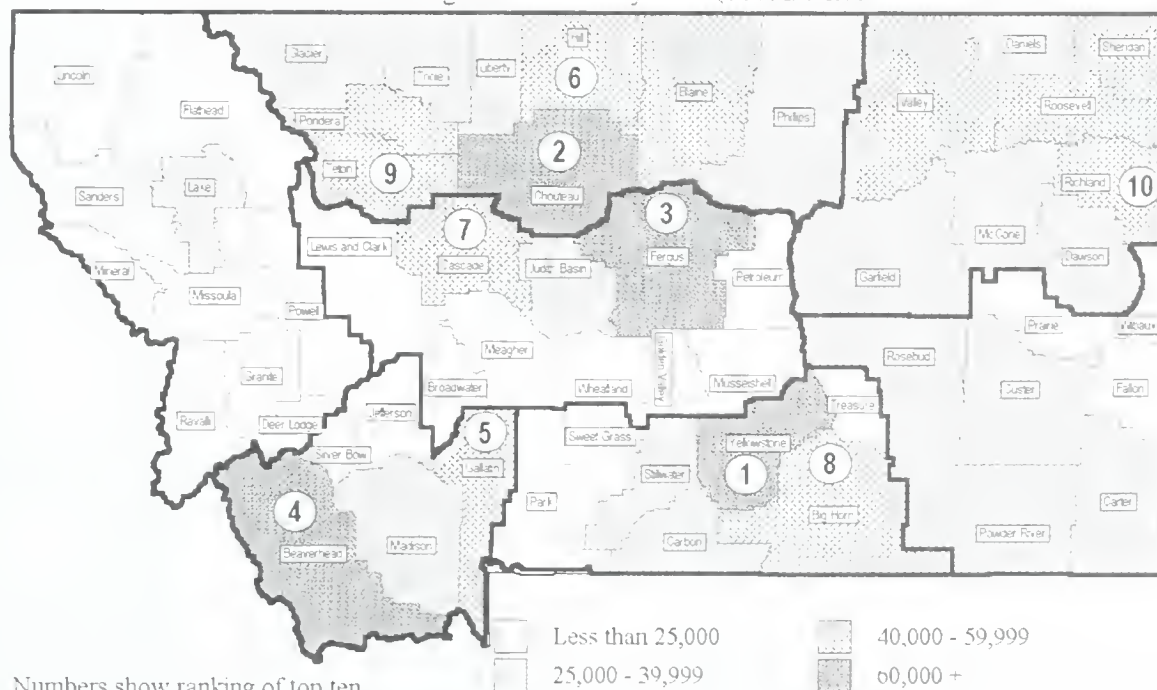 Glacier
Toole
Liberty
Hill
Daniels
Sheridan
Lincoln
6
Flathead
Blaine
Valley
Roosevelt
Pondera
Phillips
2
Teton
9
Richland
10
Lake
Chouteau
Sanders
3
7
Lewis and Clark
Fergus
McCone
Cascade
Judith Basin
Dawson
Mineral
Petroleum
Garfield
Missoula
Powell
Prairie
Wibaux
Meagher
Golden Valley
Rosebud
Granite
Broadwater
Wheatland
Musselshell
Custer
Fallon
Ravalli
Jefferson
Treasure
Deer Lodge
5
Sweet Grass
Yellowstone
Silver Bow
Gallatin
8
Stillwater
1
Park
4
Big Horn
Carter
Carbon
Powder River
Beaverhead
Madison
Less than 25,000
40,000 - 59,999
25,000 - 39,999
60,000 +
Numbers show ranking of top ten